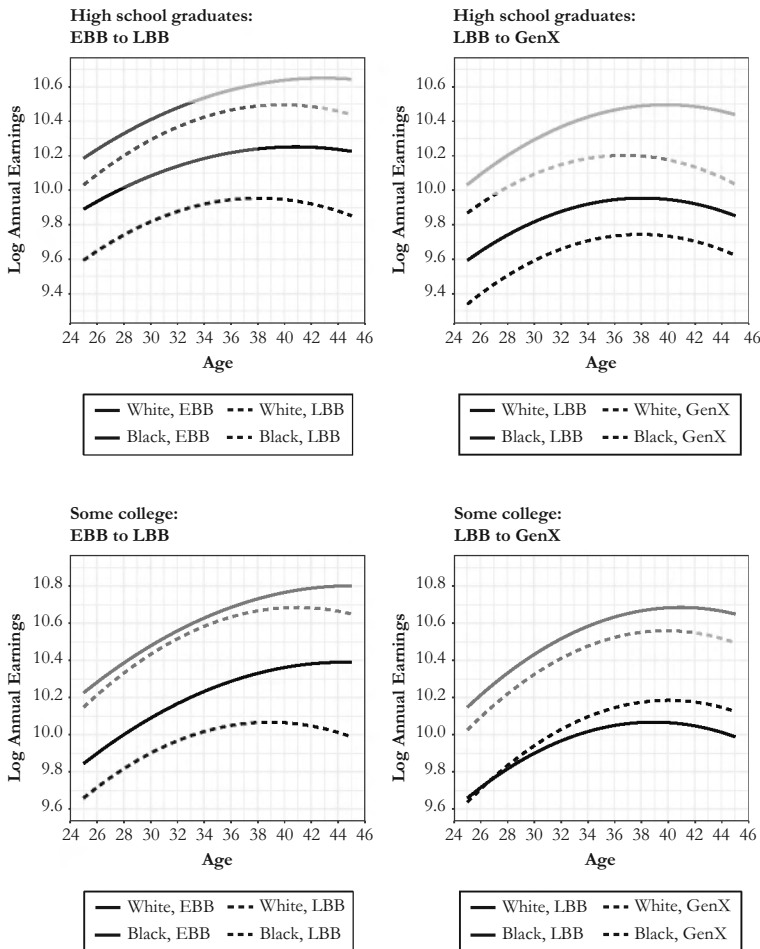 High school graduates:
EBB to LBB
Log Annual Earnings
10.6
10.4
10.2
10.0
9.8
9.6
9.4
24 26 28 30 32 34 36 38 40 42 44 46
Age
White, EBB White, LBB
Black, EBB Black, LBB
High school graduates:
LBB to GenX
Log Annual Earnings
10.6
10.4
10.2
10.0
9.8
9.6
9.4
24 26 28 30 32 34 36 38 40 42 44 46
Age
White, LBB White, GenX
Black, LBB Black, GenX
Some college:
EBB to LBB
Log Annual Earnings
10.8
10.6
10.4
10.2
10.0
9.8
9.6
24 26 28 30 32 34 36 38 40 42 44 46
Age
White, EBB White, LBB
Black, EBB Black, LBB
Some college:
LBB to GenX
Log Annual Earnings
10.8
10.6
10.4
10.2
10.0
9.8
9.6
24 26 28 30 32 34 36 38 40 42 44 46
Age
White, LBB White, GenX
Black, LBB Black, GenX